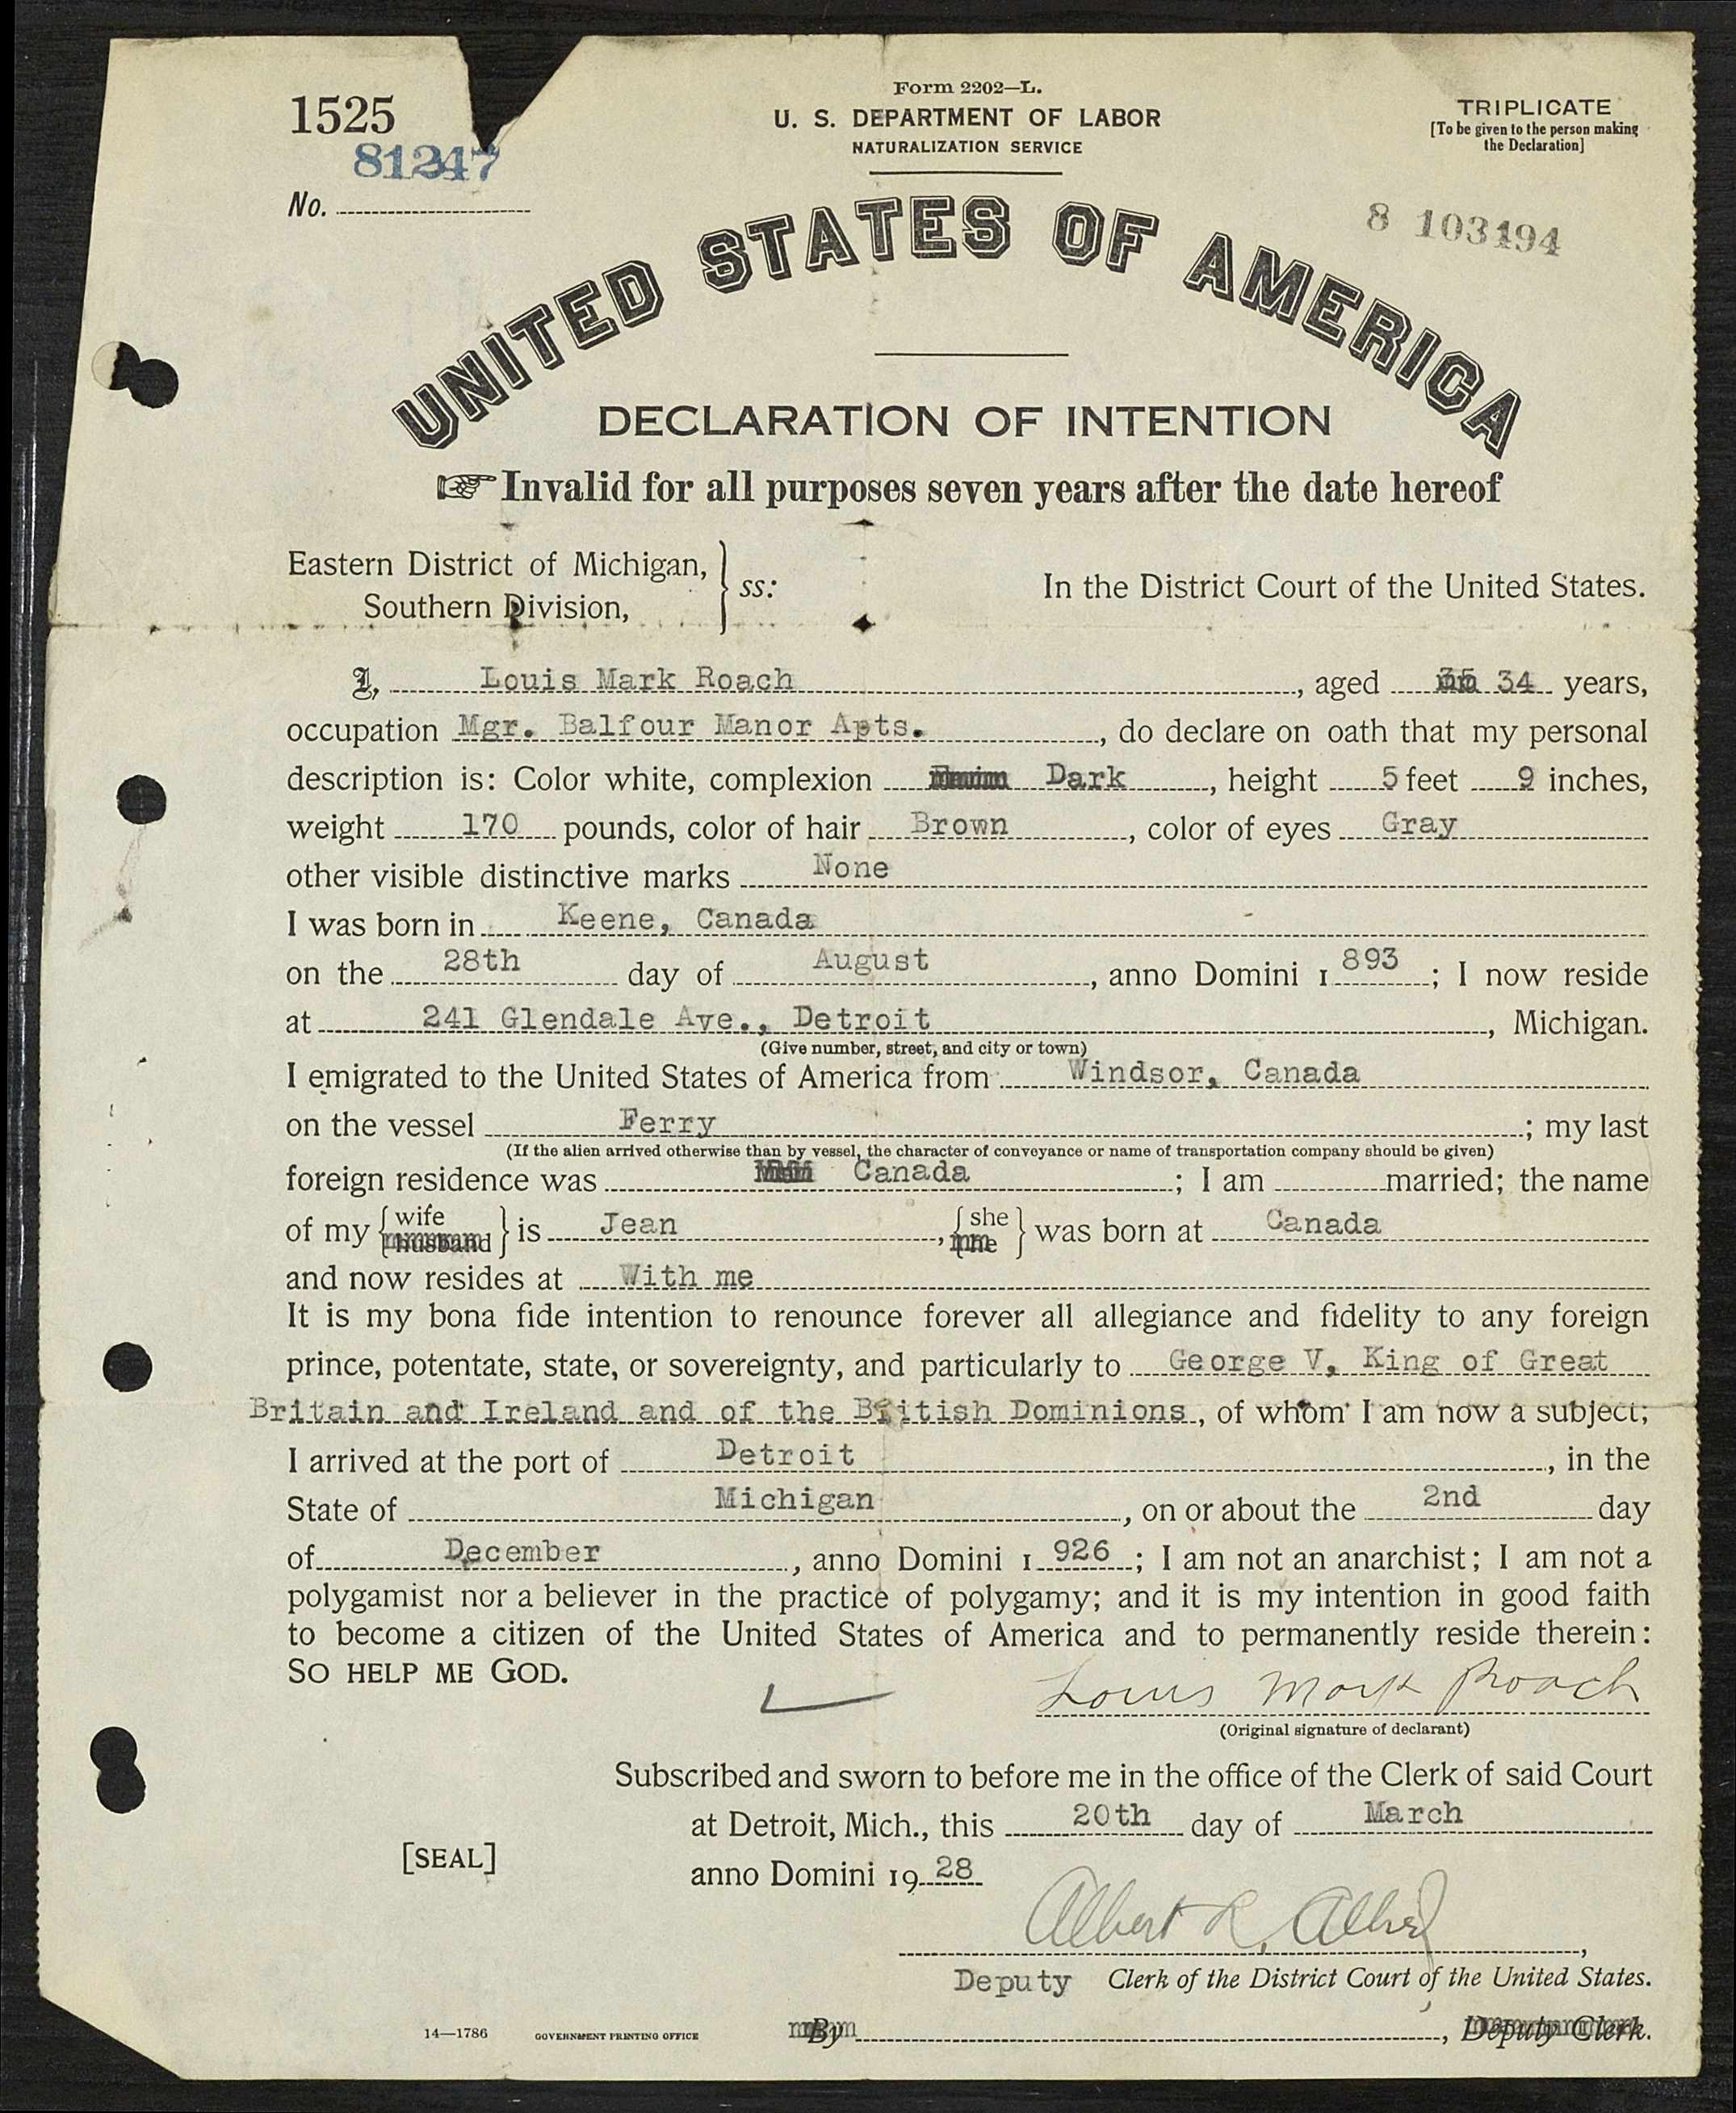 1525
81247
No.
Form 2202—L.
U. S. DEPARTMENT OF LABOR
NATURALIZATION SERVICE
TRIPLICATE
[To be given to the person making
the Declaration]
8 103194
UNITED STATES OF AMERICA
DECLARATION OF INTENTION
☞ Invalid for all purposes seven years after the date hereof
Eastern District of Michigan,
Southern Division, } ss:
In the District Court of the United States.
I, Louis Mark Roach, aged 34 years,
occupation Mgr. Balfour Manor Apts., do declare on oath that my personal
description is: Color white, complexion Dark, height 5 feet 9 inches,
weight 170 pounds, color of hair Brown, color of eyes Gray
other visible distinctive marks None
I was born in Keene, Canada
on the 28th day of August, anno Domini 1893; I now reside
at 241 Glendale Ave., Detroit, Michigan.
(Give number, street, and city or town)
I emigrated to the United States of America from Windsor, Canada
on the vessel Ferry; my last
(If the alien arrived otherwise than by vessel, the character of conveyance or name of transportation company should be given)
foreign residence was Canada; I am married; the name
of my { wife husband } is Jean, { she he } was born at Canada
and now resides at With me
It is my bona fide intention to renounce forever all allegiance and fidelity to any foreign
prince, potentate, state, or sovereignty, and particularly to George V, King of Great
Britain and Ireland and of the British Dominions, of whom I am now a subject;
I arrived at the port of Detroit, in the
State of Michigan, on or about the 2nd day
of December, anno Domini 1926; I am not an anarchist; I am not a
polygamist nor a believer in the practice of polygamy; and it is my intention in good faith
to become a citizen of the United States of America and to permanently reside therein:
SO HELP ME GOD.
Louis Mark Roach
(Original signature of declarant)
Subscribed and sworn to before me in the office of the Clerk of said Court
at Detroit, Mich., this 20th day of March
[SEAL]
anno Domini 1928
Albert R.
Deputy Clerk of the District Court of the United States.
14—1786 GOVERNMENT PRINTING OFFICE
By , Deputy Clerk.